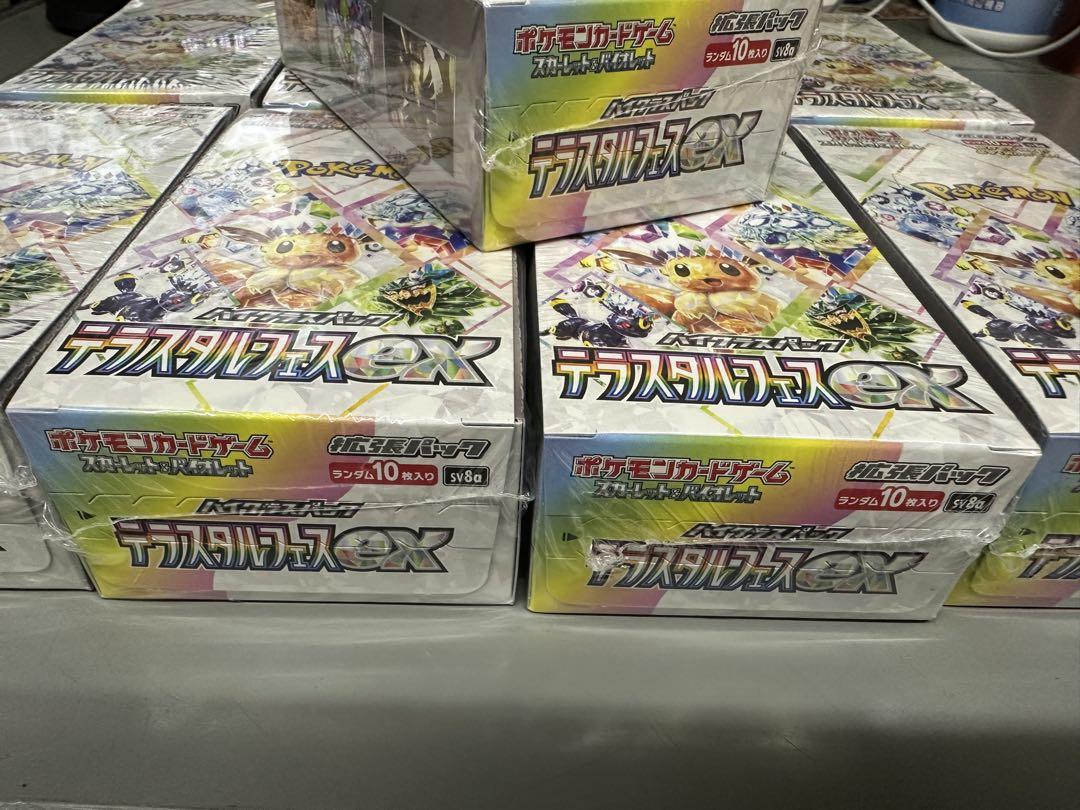 ポケモンカードゲーム
スカーレット&バイオレット
拡張パック
ランダム10枚入り sv8a
ハイクラスパック
テラスタルフェスex
POKéMON
ハイクラスパック
テラスタルフェスex
ポケモンカードゲーム
スカーレット&バイオレット
拡張パック
ランダム10枚入り sv8a
ハイクラスパック
テラスタルフェスex
ハイクラスパック
テラスタルフェスex
ポケモンカードゲーム
スカーレット&バイオレット
拡張パック
ランダム10枚入り sv8a
ハイクラスパック
テラスタルフェスex
POKéMON